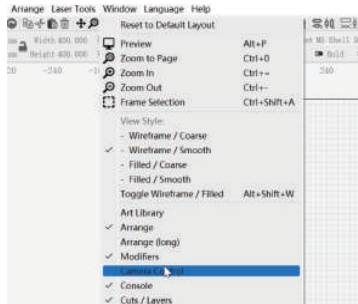 Arrange Laser Tools Window Language Help
Reset to Default Layout
Width 400.000
Height 400.000
Preview Alt+P
Zoom to Page Ctrl+0
Zoom In Ctrl+=
Zoom Out Ctrl+-
Frame Selection Ctrl+Shift+A
View Style:
- Wireframe / Coarse
✓ - Wireframe / Smooth
- Filled / Coarse
- Filled / Smooth
Toggle Wireframe / Filled Alt+Shift+W
Art Library
✓ Arrange
Arrange (long)
✓ Modifiers
Camera Control
✓ Console
✓ Cuts / Layers
-240
240
Bold